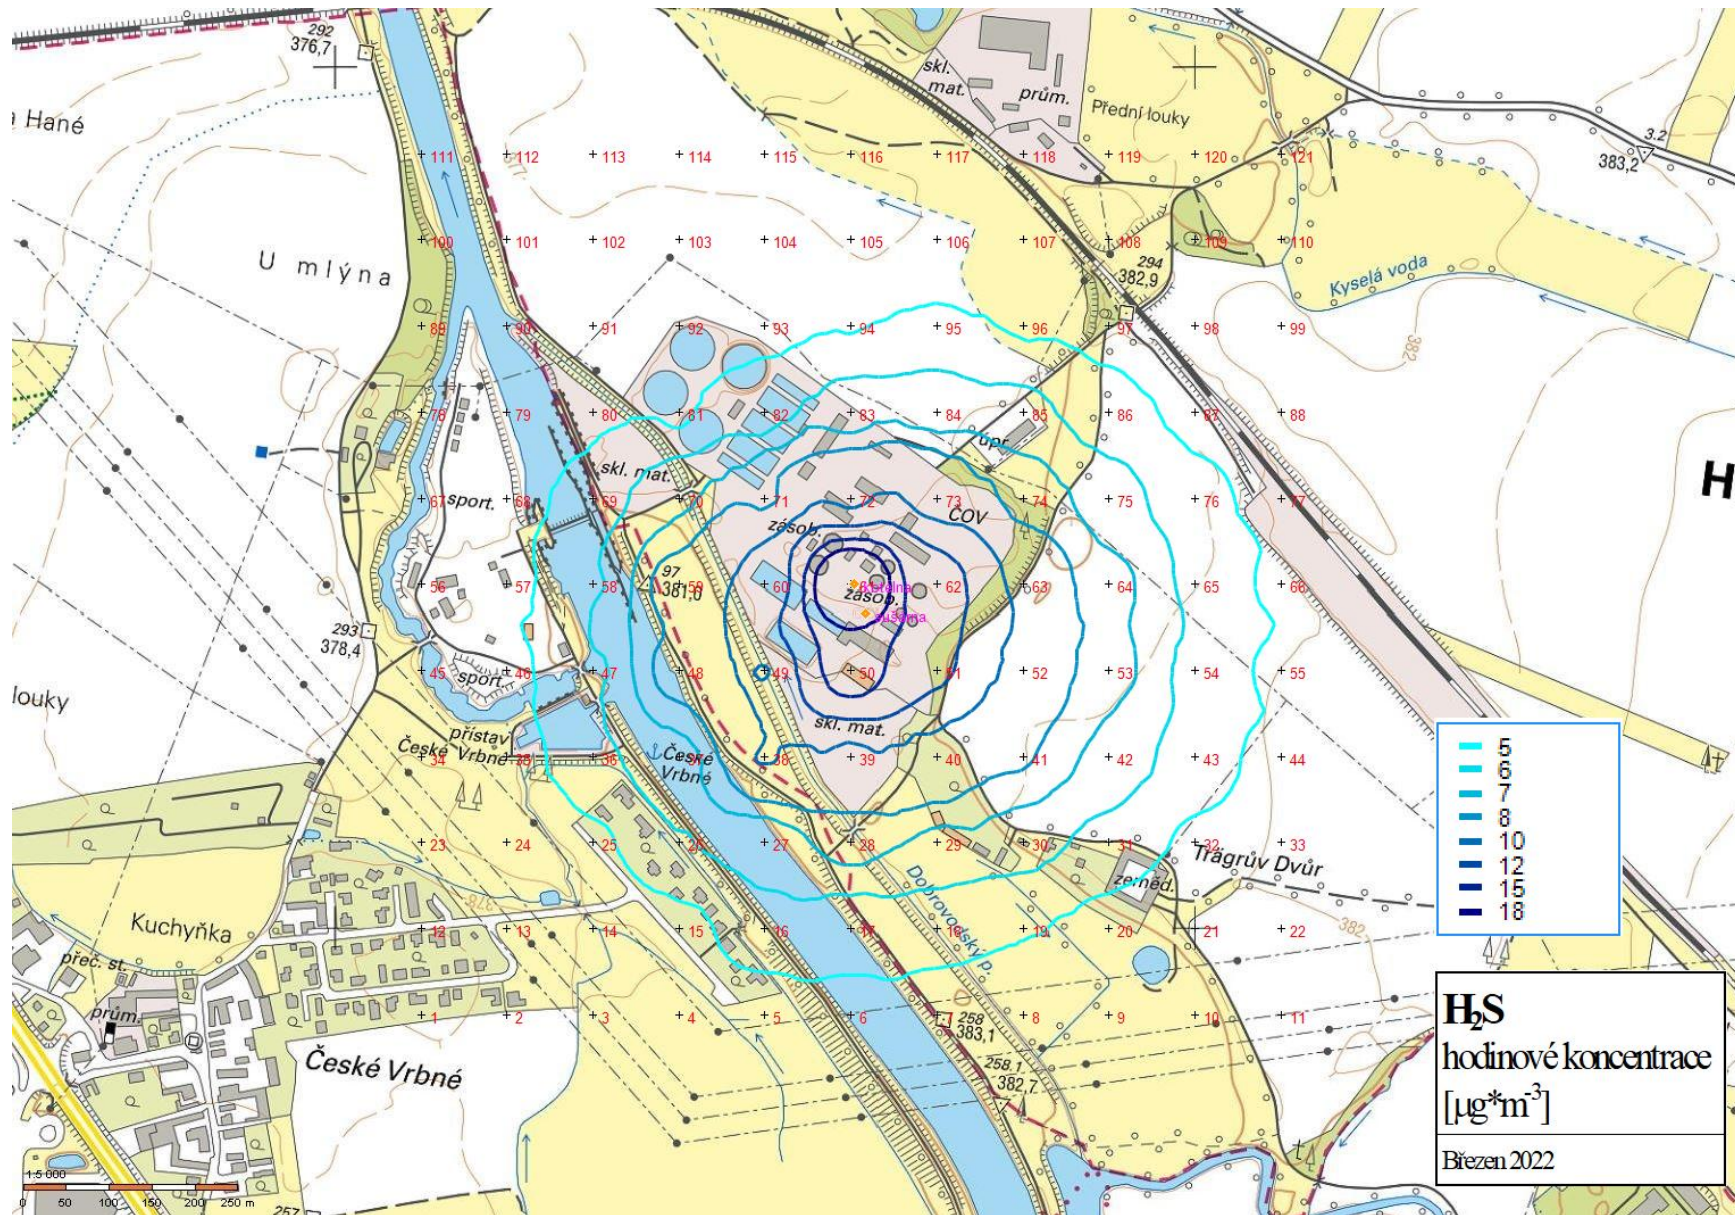 292
376,7
skl.
mat.
prům.
Přední louky
3.2
383,2
a Hané
111 112 113 114 115 116 117 118 119 120 121
100 101 102 103 104 105 106 107 108 109 110
U mlýna
294
382,9
Kyselá voda
382
89 90 91 92 93 94 95 96 97 98 99
78 79 80 81 82 83 84 85 86 87 88
úpr.
skl. mat.
H
67 68 69 70 71 72 73 74 75 76 77
sport.
zásob.
ČOV
97
381,0
56 57 58 59 60 62 63 64 65 66
kotelna
zásob.
sušárna
293
378,4
45 46 47 48 49 50 51 52 53 54 55
sport.
louky
skl. mat.
přístav
České Vrbné
České
Vrbné
34 35 36 37 38 39 40 41 42 43 44
5
6
7
8
10
12
15
18
23 24 25 26 27 28 29 30 31 32 33
Trägrův Dvůr
zeměd.
Dobrovodský p.
378
382
Kuchyňka
12 13 14 15 16 17 18 19 20 21 22
přeč. st.
prům.
1 2 3 4 5 6 7 8 10 11
258
383,1
České Vrbné
258.1
382,7
H₂S
hodinové koncentrace
[µg*m⁻³]
Březen 2022
1:5 000
0 50 100 150 200 250 m
257